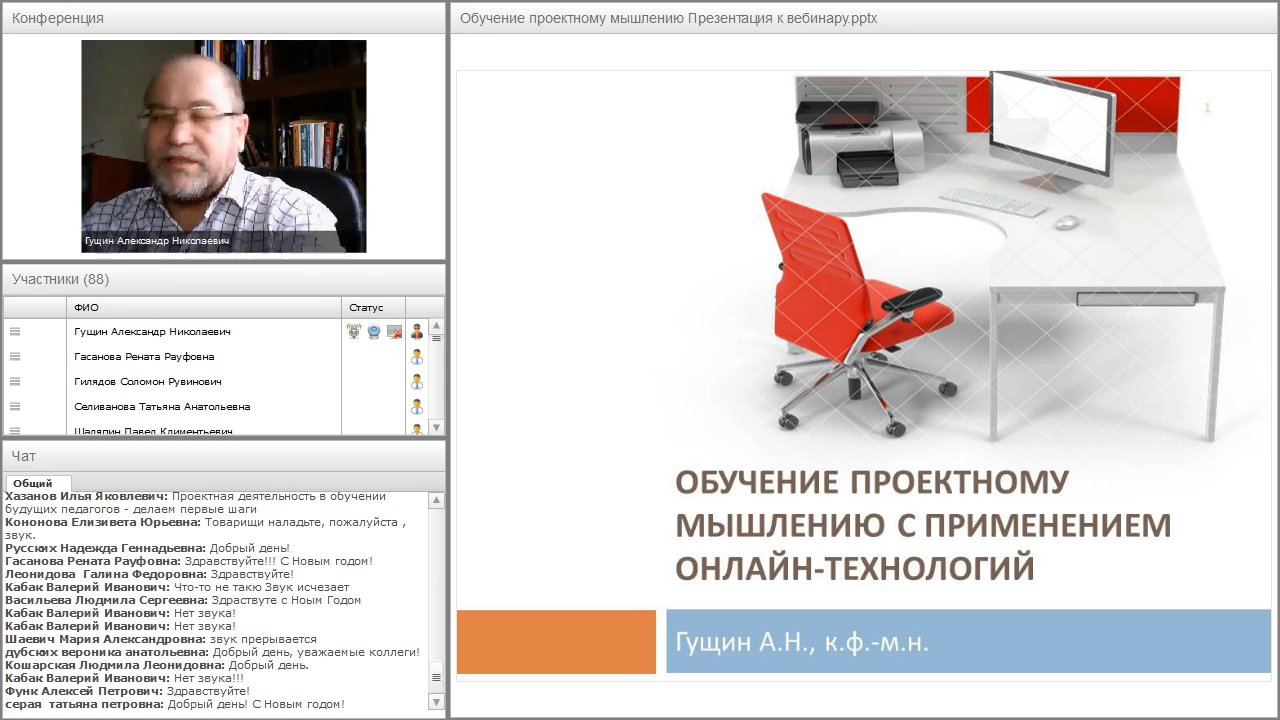 Конференция
Гущин Александр Николаевич
Участники (88)
ФИО
Статус
Гущин Александр Николаевич
Гасанова Рената Рауфовна
Гилядов Соломон Рувинович
Селиванова Татьяна Анатольевна
Шаляпин Павел Климентьевич
Чат
Общий
Хазанов Илья Яковлевич: Проектная деятельность в обучении
будущих педагогов - делаем первые шаги
Кононова Елизивета Юрьевна: Товарищи наладьте, пожалуйста ,
звук.
Русских Надежда Геннадьевна: Добрый день!
Гасанова Рената Рауфовна: Здравствуйте!!! С Новым годом!
Леонидова  Галина Федоровна: Здравствуйте!
Кабак Валерий Иванович: Что-то не такю Звук исчезает
Васильева Людмила Сергеевна: Здраствуте с Ноым Годом
Кабак Валерий Иванович: Нет звука!
Кабак Валерий Иванович: Нет звука!
Шаевич Мария Александровна: звук прерывается
дубских вероника анатольевна: Добрый день, уважаемые коллеги!
Кошарская Людмила Леонидовна: Добрый день.
Кабак Валерий Иванович: Нет звука!!!
Функ Алексей Петрович: Здравствуйте!
серая  татьяна петровна: Добрый день! С Новым годом!
Обучение проектному мышлению Презентация к вебинару.pptx
1
ОБУЧЕНИЕ ПРОЕКТНОМУ
МЫШЛЕНИЮ С ПРИМЕНЕНИЕМ
ОНЛАЙН-ТЕХНОЛОГИЙ
Гущин А.Н., к.ф.-м.н.